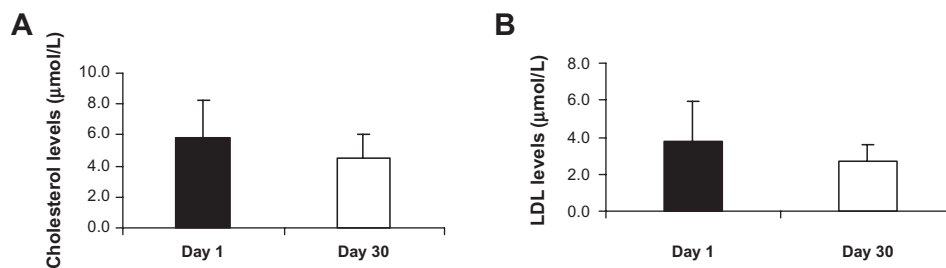 A
Cholesterol levels (μmol/L)
10.0
8.0
6.0
4.0
2.0
0.0
Day 1 Day 30
B
LDL levels (μmol/L)
8.0
6.0
4.0
2.0
0.0
Day 1 Day 30